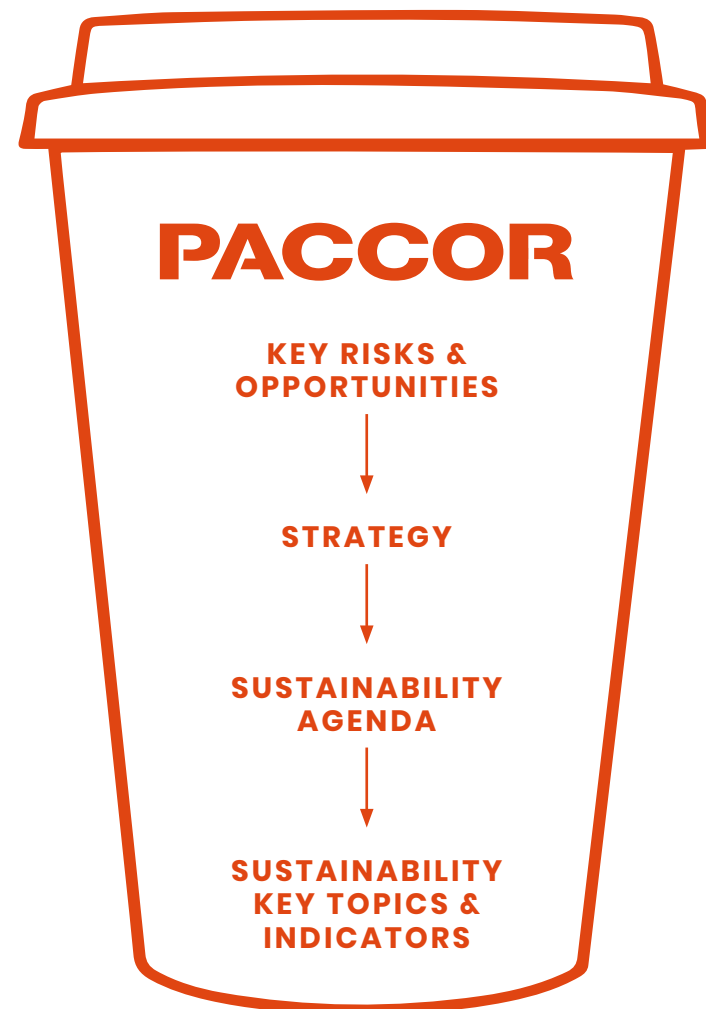 PACCOR
KEY RISKS &
OPPORTUNITIES
STRATEGY
SUSTAINABILITY
AGENDA
SUSTAINABILITY
KEY TOPICS &
INDICATORS